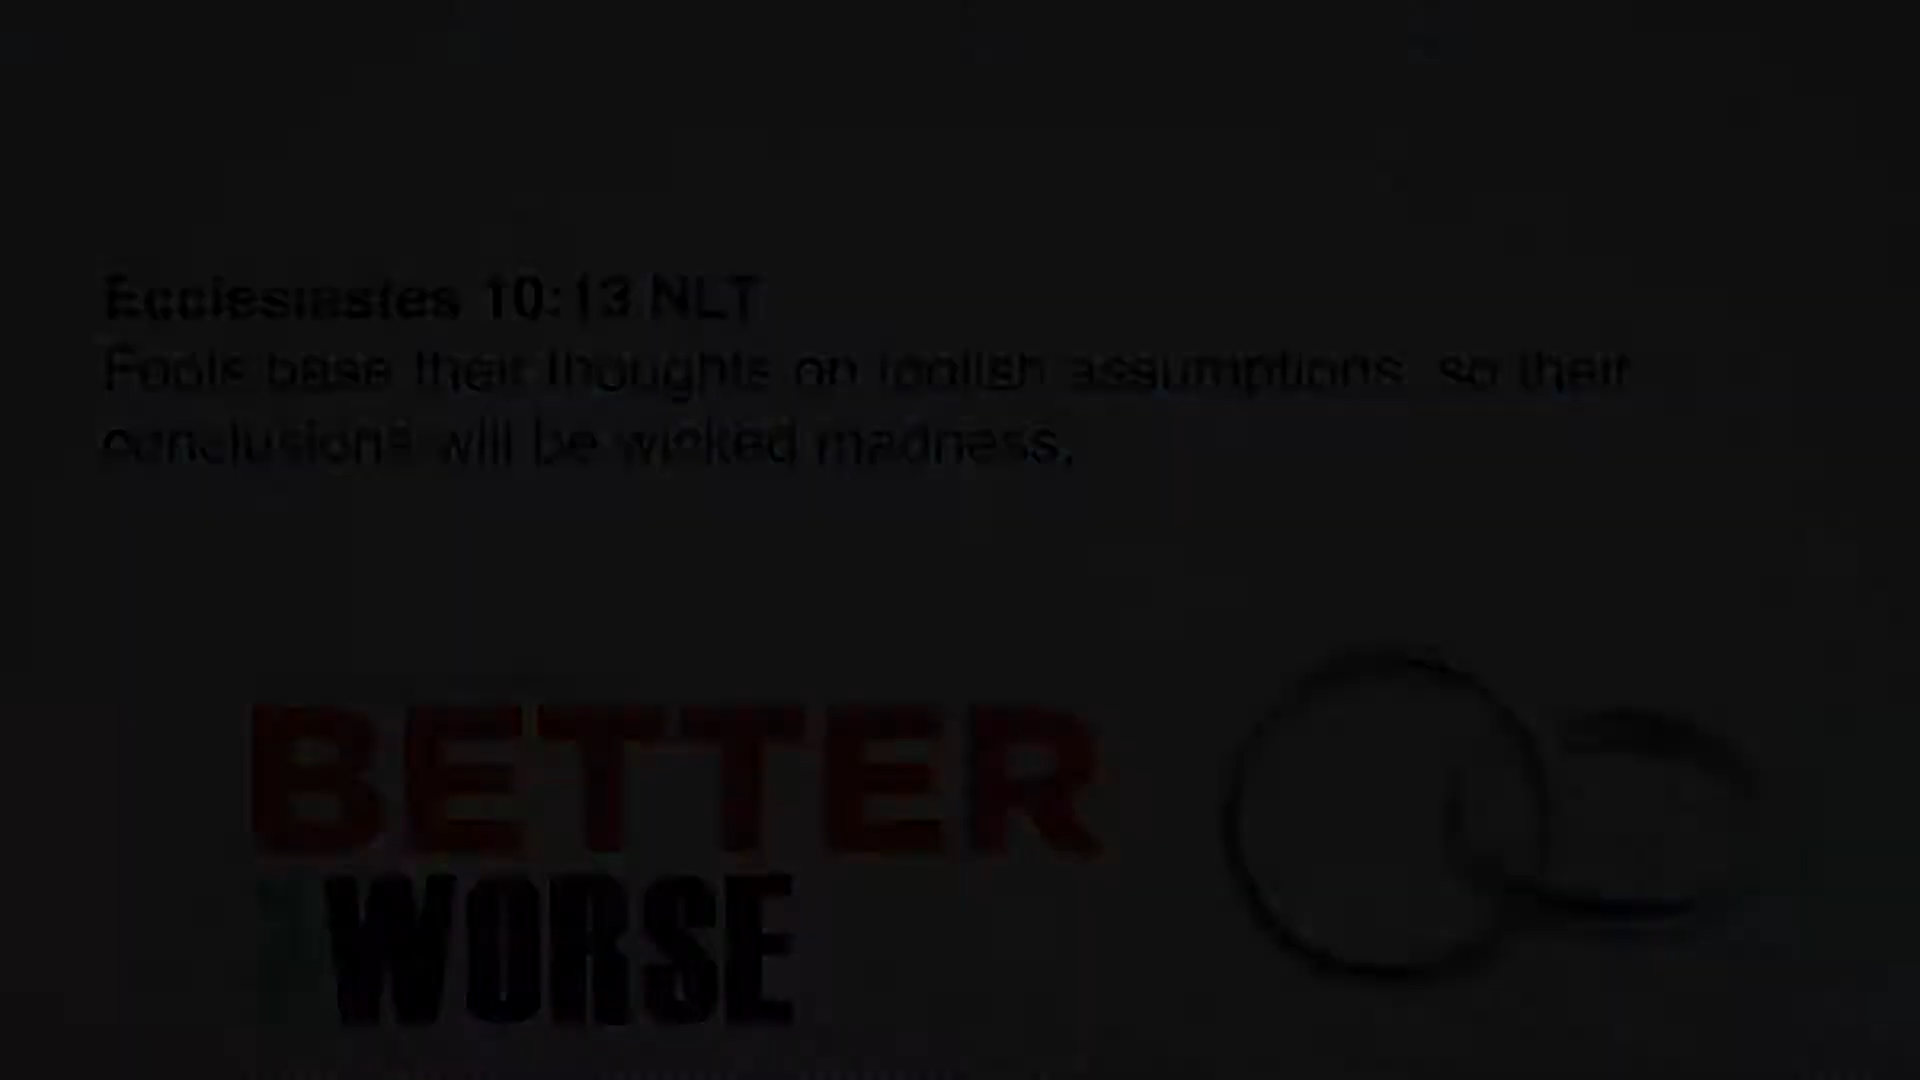 Ecclesiastes 10:13 NLT
Fools base their thoughts on foolish assumptions, so their
conclusions will be wicked madness.
BETTER
WORSE